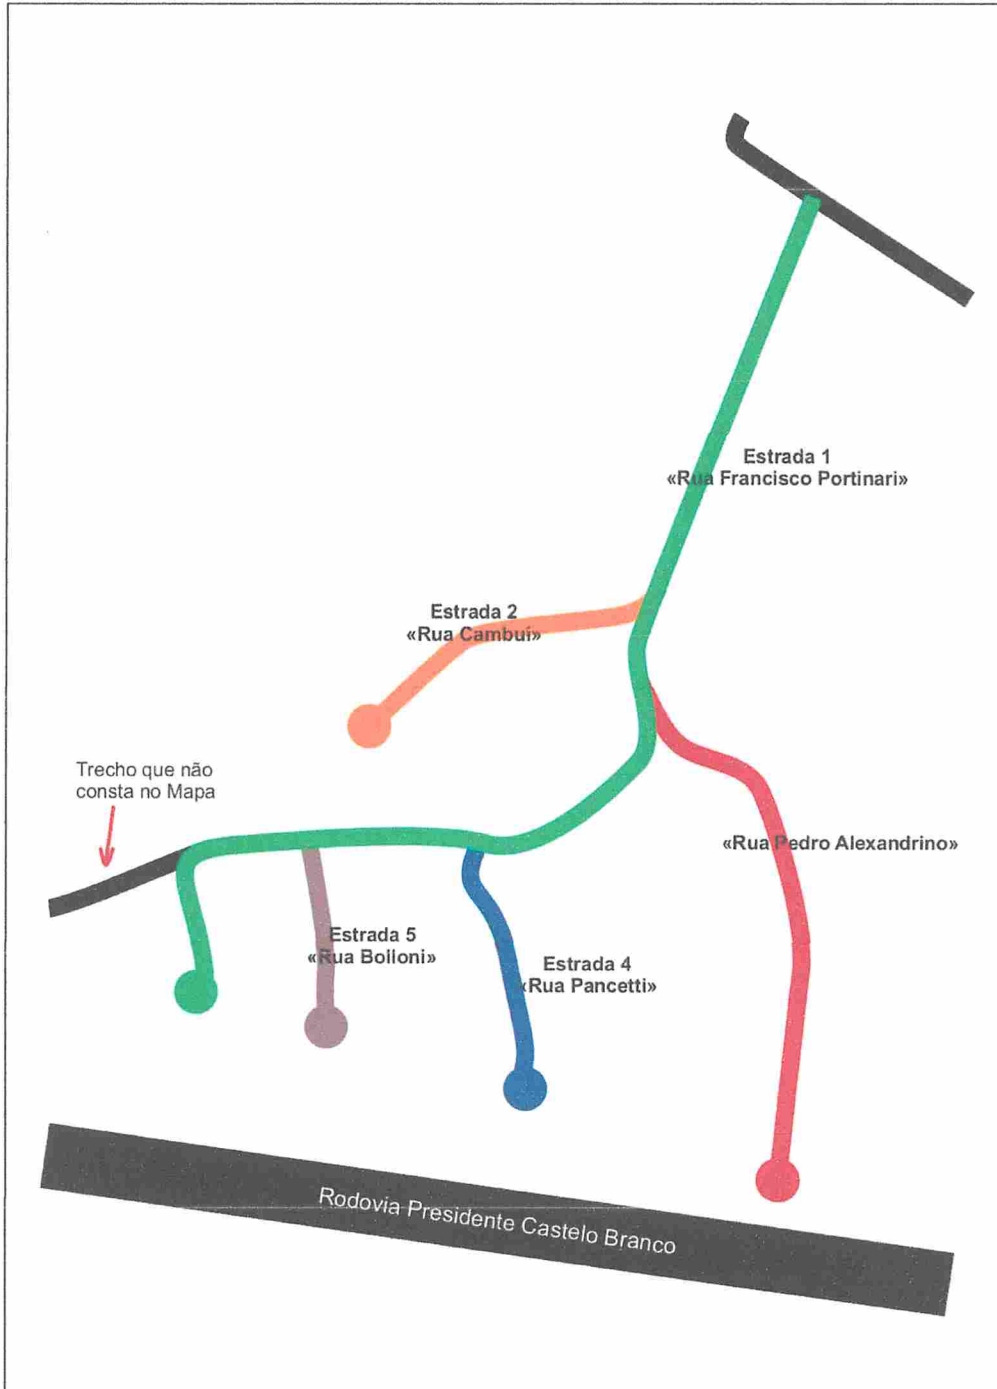 Estrada 1
«Rua Francisco Portinari»
Estrada 2
«Rua Cambuí»
Trecho que não
consta no Mapa
«Rua Pedro Alexandrino»
Estrada 5
«Rua Bolloni»
Estrada 4
«Rua Pancetti»
Rodovia Presidente Castelo Branco